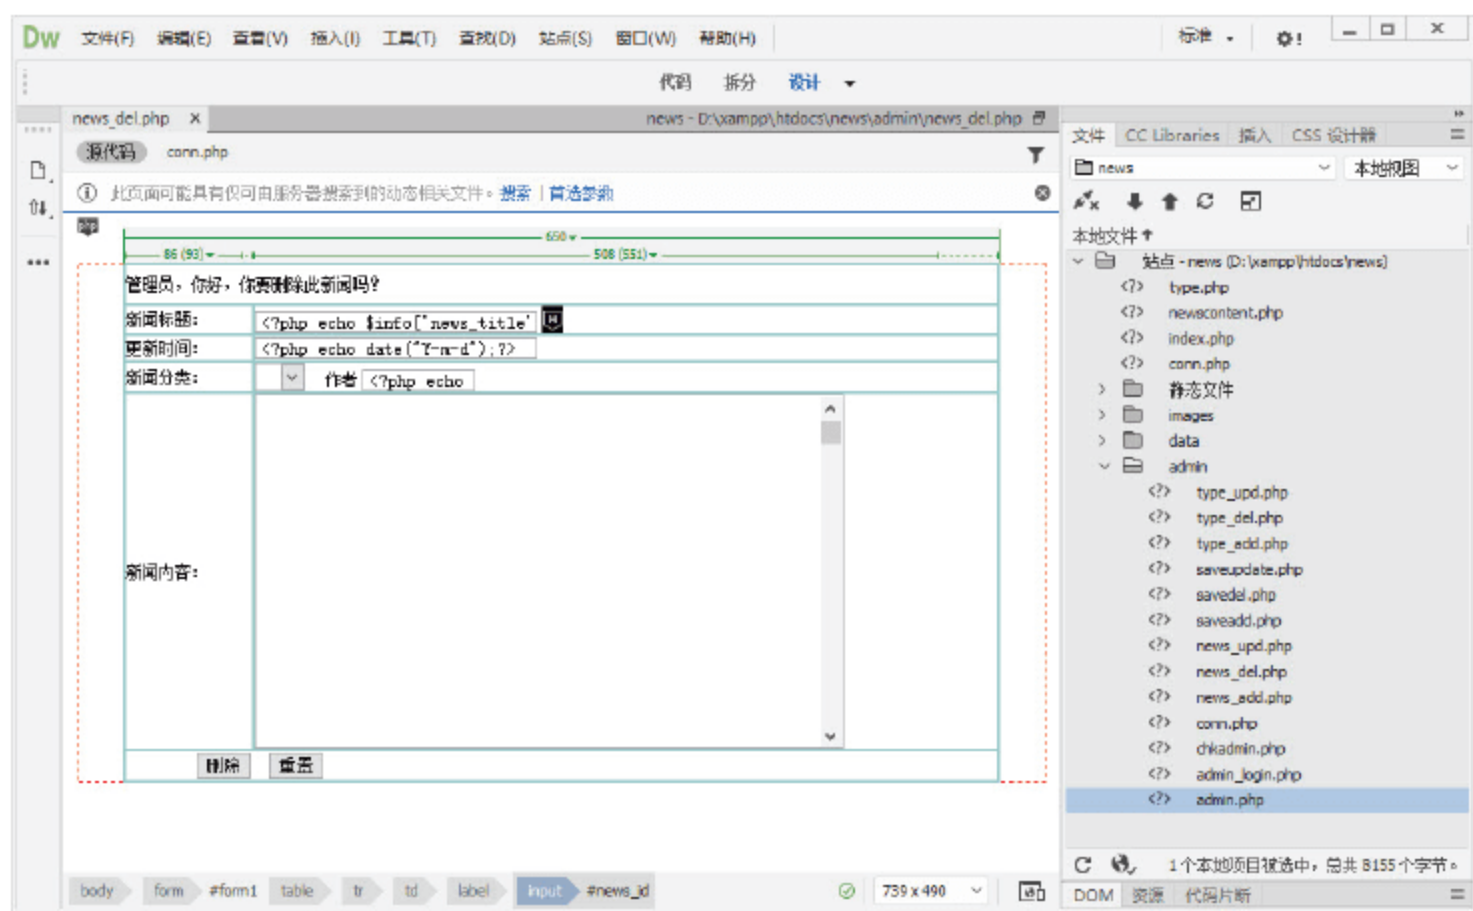 Dw 文件(F) 编辑(E) 查看(V) 插入(I) 工具(T) 查找(D) 站点(S) 窗口(W) 帮助(H) 标准
代码 拆分 设计
news_del.php × news - D:\xampp\htdocs\news\admin\news_del.php
源代码 conn.php
此页面可能具有仅可由服务器搜索到的动态相关文件。搜索 | 首选参数
php
650
86 (93) 508 (551)
管理员，你好，你要删除此新闻吗？
新闻标题： <?php echo $info["news_title" H
更新时间： <?php echo date("Y-m-d");?>
新闻分类： 作者 <?php echo
新闻内容：
删除 重置
body form #form1 table tr td label input #news_id 739 x 490
文件 CC Libraries 插入 CSS 设计器
news 本地视图
本地文件↑
站点 - news (D:\xampp\htdocs\news)
<?> type.php
<?> newscontent.php
<?> index.php
<?> conn.php
静态文件
images
data
admin
<?> type_upd.php
<?> type_del.php
<?> type_add.php
<?> saveupdate.php
<?> savedel.php
<?> saveadd.php
<?> news_upd.php
<?> news_del.php
<?> news_add.php
<?> conn.php
<?> chkadmin.php
<?> admin_login.php
<?> admin.php
1 个本地项目被选中，总共 8155 个字节。
DOM 资源 代码片断